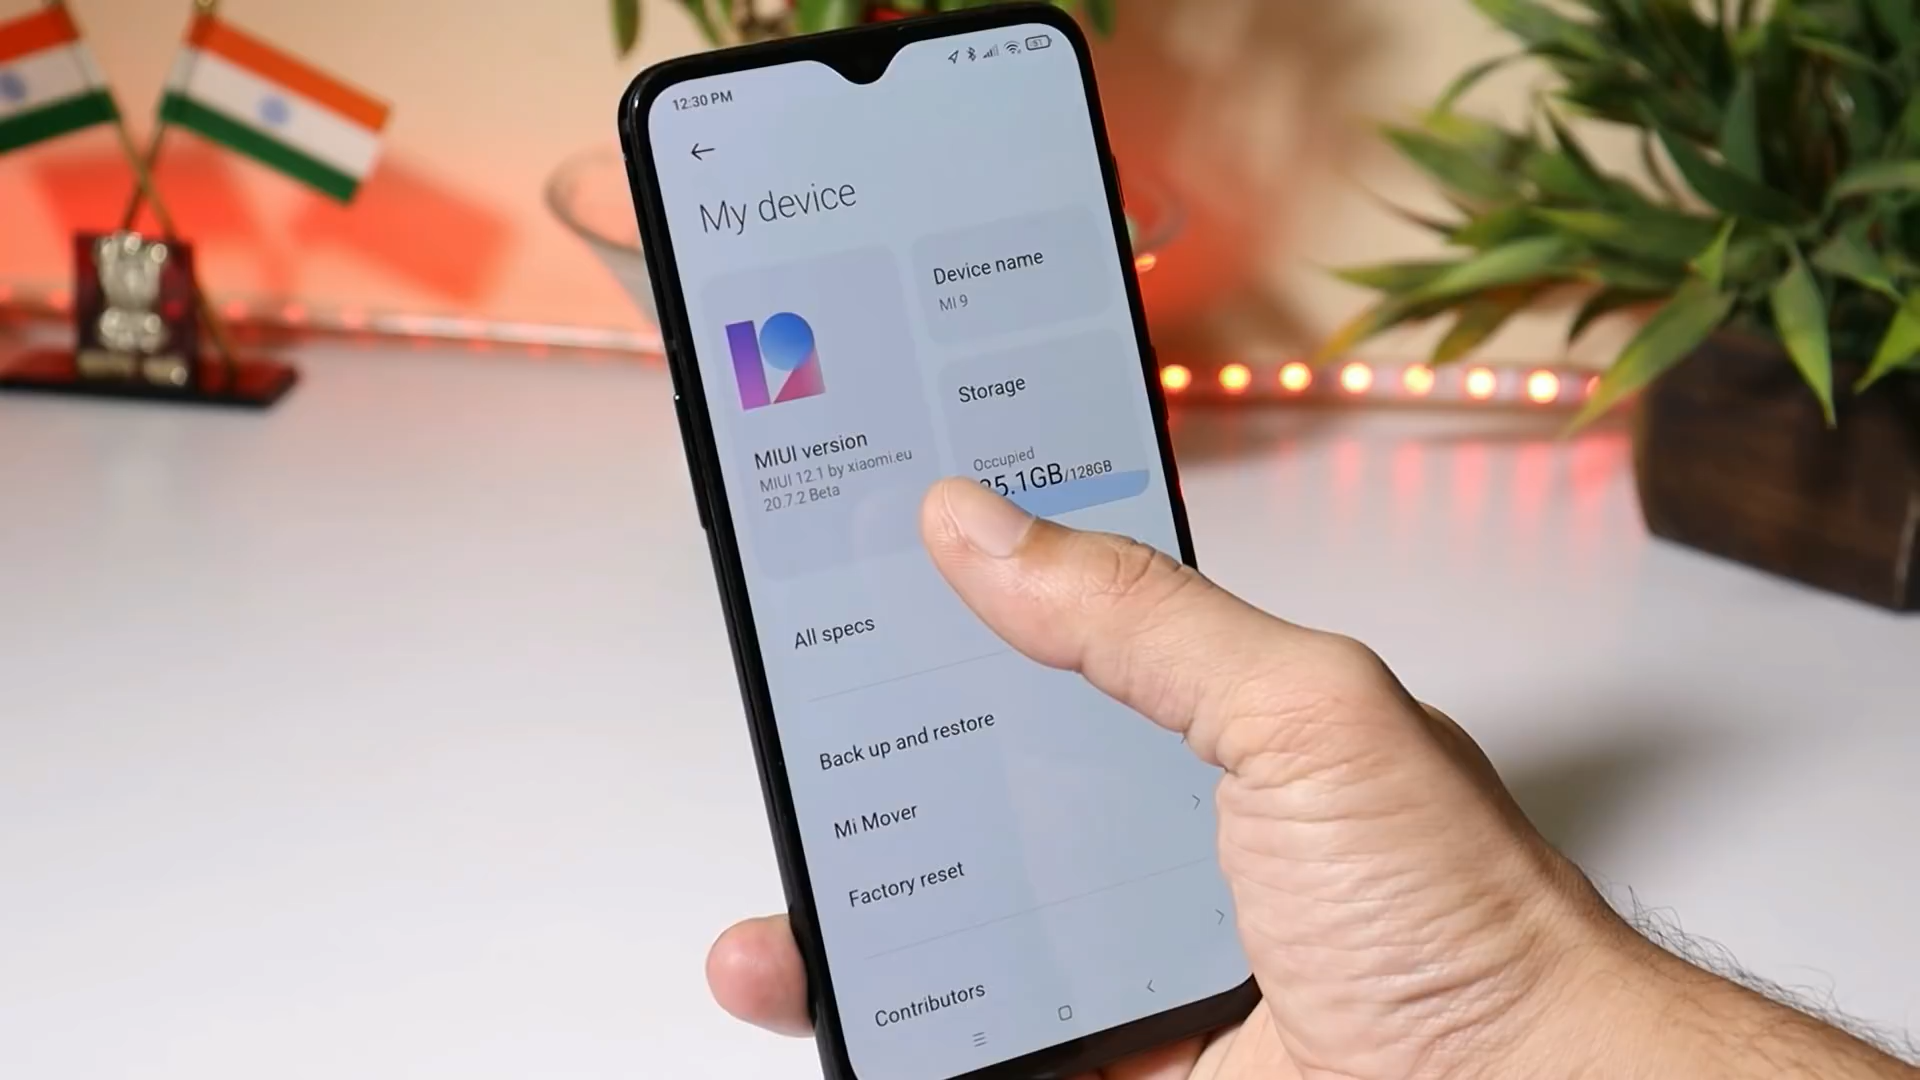 12:30 PM
51
My device
Device name
MI 9
MIUI version
MIUI 12.1 by xiaomi.eu
20.7.2 Beta
Storage
Occupied
/128GB
All specs
Back up and restore
Mi Mover
Factory reset
Contributors